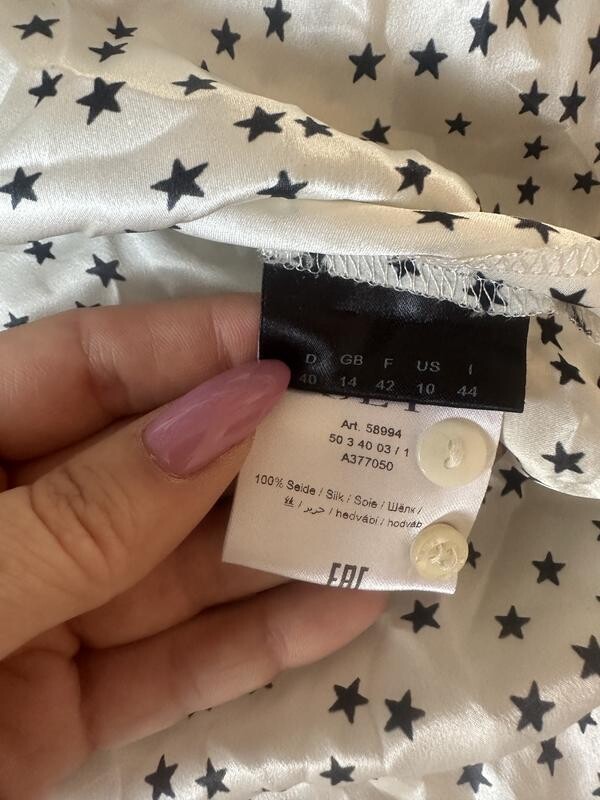 D GB F US I
40 14 42 10 44
Art. 58994
50 3 40 03 / 1
A377050
100% Seide / Silk / Soie / Шёлк /
絲 / حرير / hedvábí / hodváb
EAC